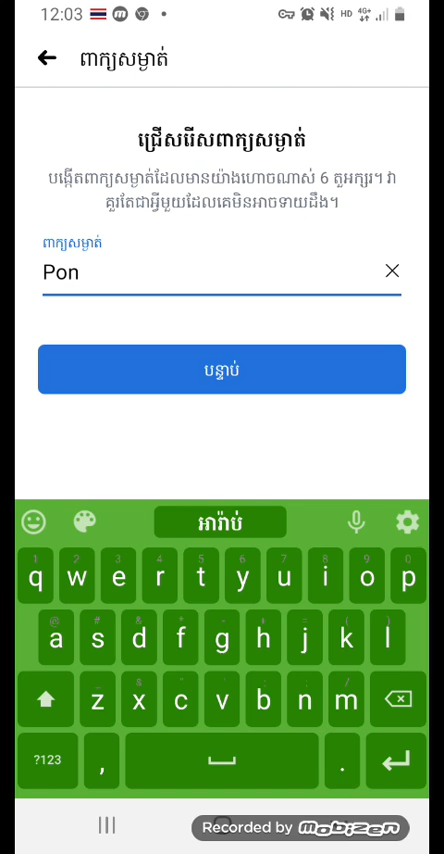 12:03 HD 4G+
ពាក្យសម្ងាត់
ជ្រើសរើសពាក្យសម្ងាត់
បង្កើតពាក្យសម្ងាត់ដែលមានយ៉ាងហោចណាស់ 6 តួអក្សរ។ វា
គួរតែជាអ្វីមួយដែលគេមិនអាចទាយដឹង។
ពាក្យសម្ងាត់
Pon
បន្ទាប់
អារ៉ាប់
1 2 3 4 5 6 7 8 9 0
q w e r t y u i o p
a s d f g h j k l
z x c v b n m
?123 , .
Recorded by mobizen